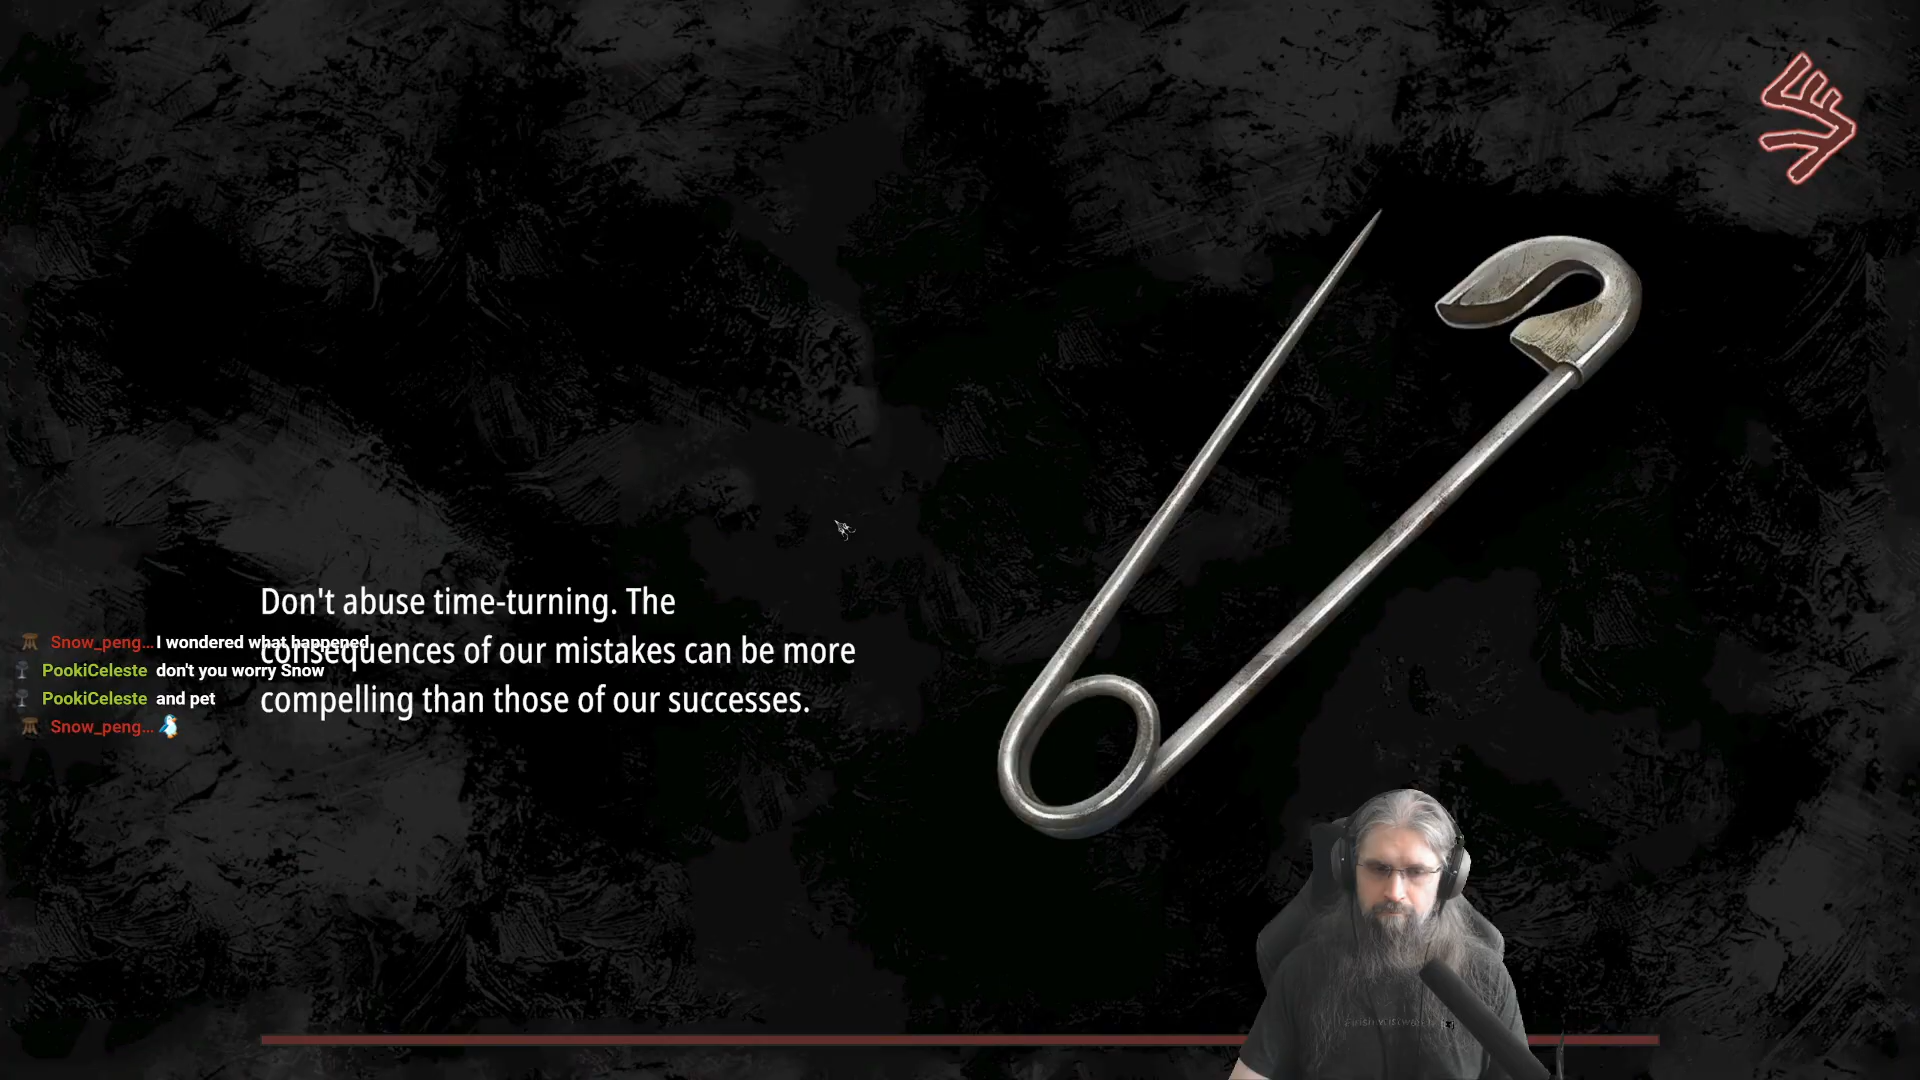 Don't abuse time-turning. The
consequences of our mistakes can be more
compelling than those of our successes.
Snow_peng... I wondered what happened
PookiCeleste don't you worry Snow
PookiCeleste and pet
Snow_peng...